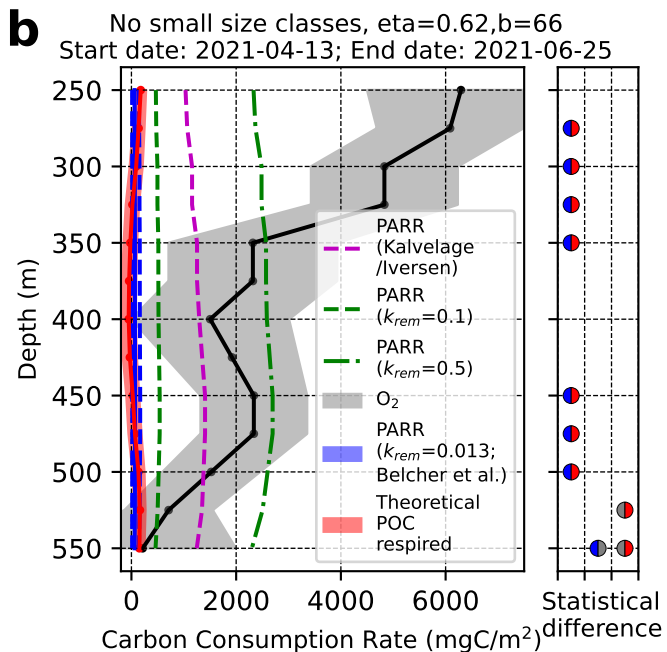 b
No small size classes, eta=0.62,b=66
Start date: 2021-04-13; End date: 2021-06-25
250
300
350
400
450
500
550
Depth (m)
PARR
(Kalvelage
/Iversen)
PARR
(k_rem=0.1)
PARR
(k_rem=0.5)
O₂
PARR
(k_rem=0.013;
Belcher et al.)
Theoretical
POC
respired
0 2000 4000 6000
Carbon Consumption Rate (mgC/m²)
Statistical
difference